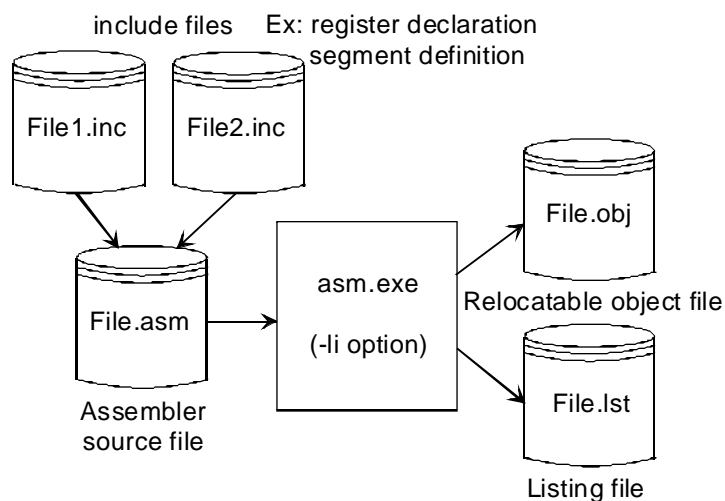 include files
Ex: register declaration
segment definition
File1.inc
File2.inc
File.asm
Assembler
source file
asm.exe
(-li option)
File.obj
Relocatable object file
File.lst
Listing file